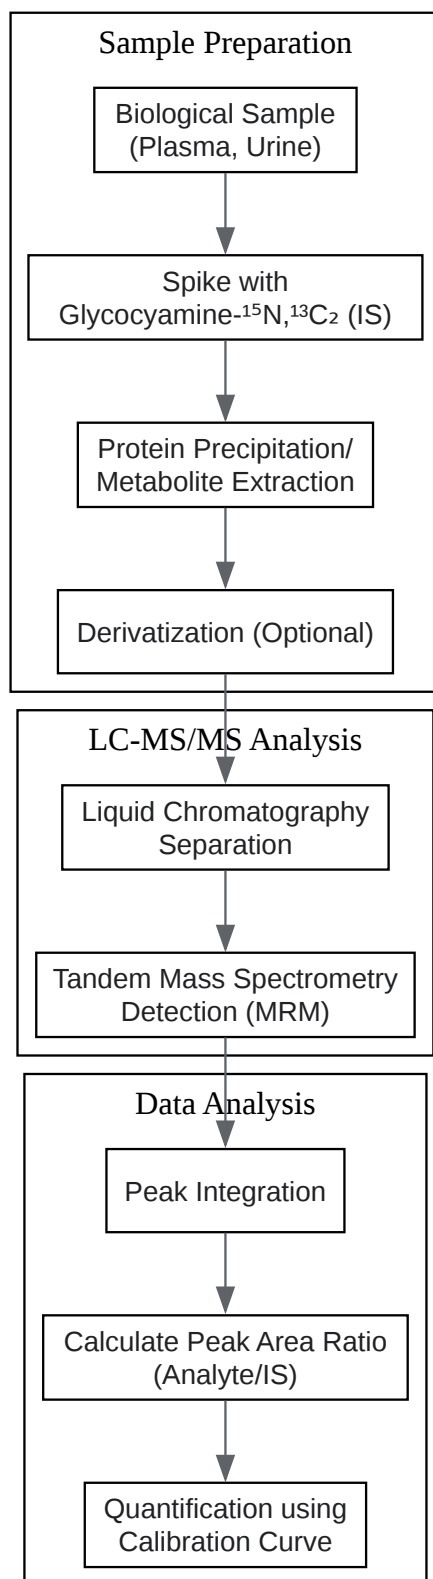 Sample Preparation
Biological Sample
(Plasma, Urine)
Spike with
Glycocyamine-¹⁵N,¹³C₂ (IS)
Protein Precipitation/
Metabolite Extraction
Derivatization (Optional)
LC-MS/MS Analysis
Liquid Chromatography
Separation
Tandem Mass Spectrometry
Detection (MRM)
Data Analysis
Peak Integration
Calculate Peak Area Ratio
(Analyte/IS)
Quantification using
Calibration Curve